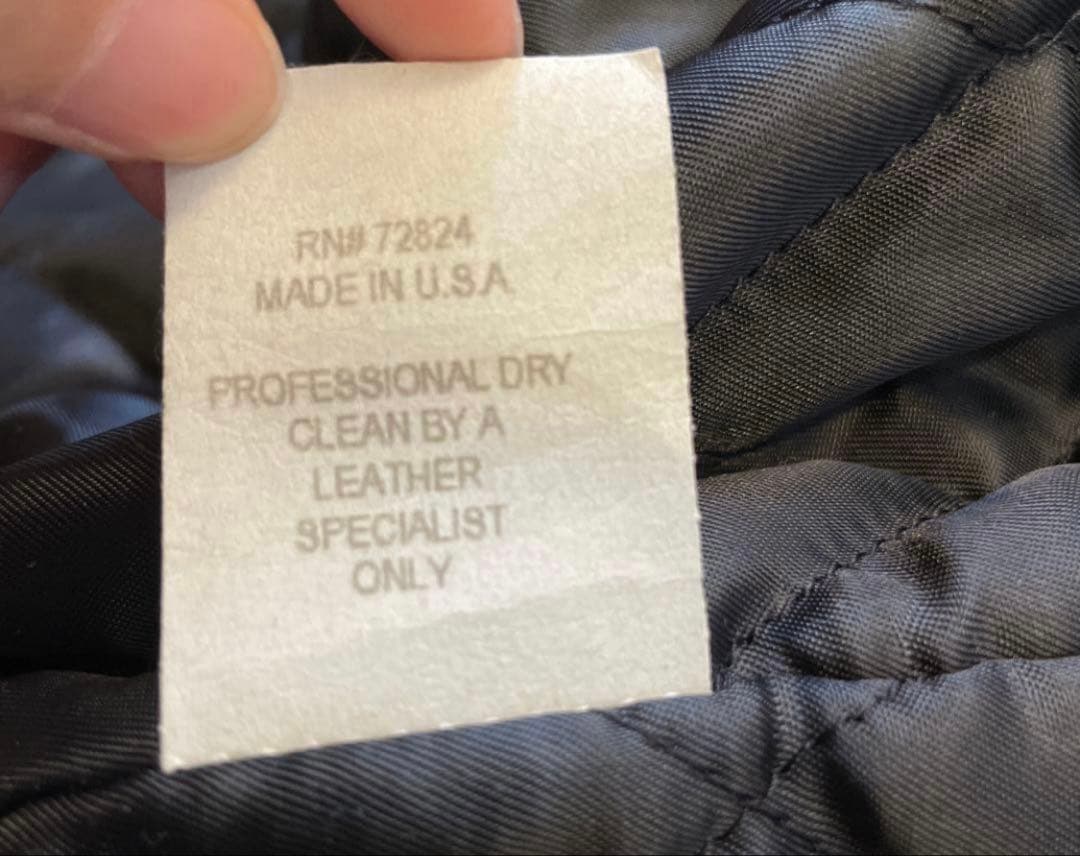 RN# 72824
MADE IN U.S.A
PROFESSIONAL DRY
CLEAN BY A
LEATHER
SPECIALIST
ONLY